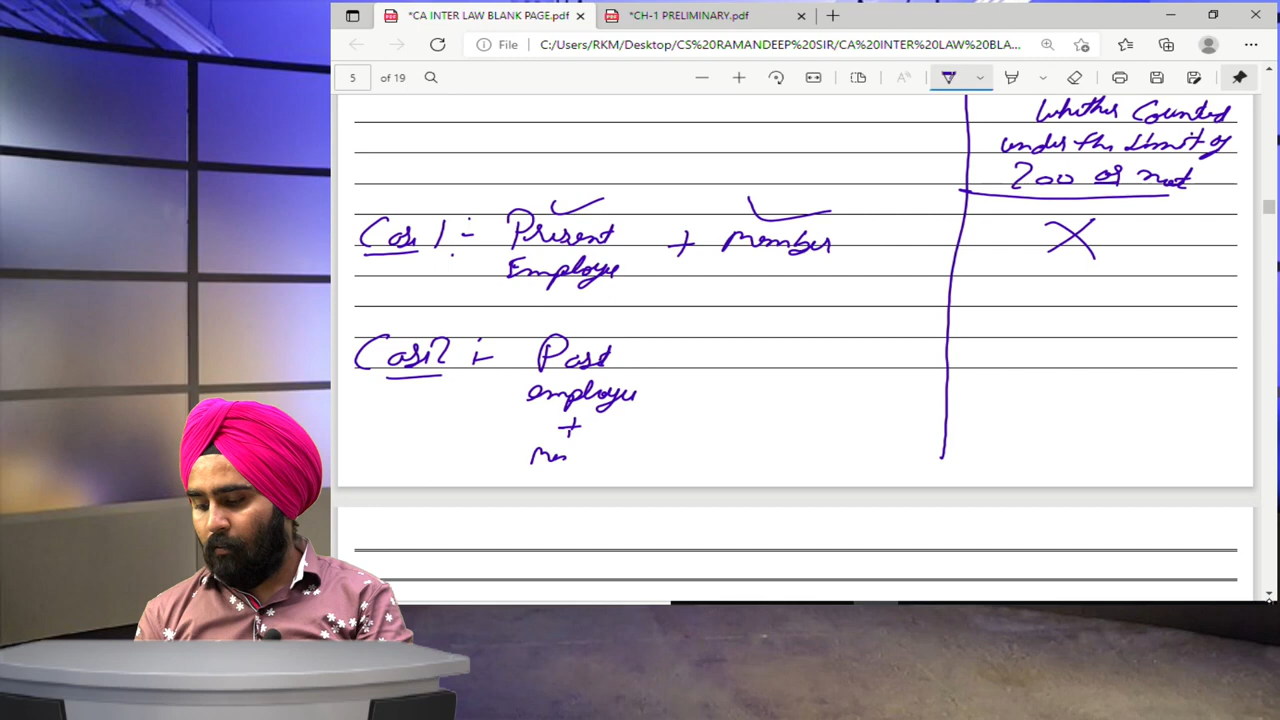 *CA INTER LAW BLANK PAGE.pdf
*CH-1 PRELIMINARY.pdf
File C:/Users/RKM/Desktop/CS%20RAMANDEEP%20SIR/CA%20INTER%20LAW%20BLA...
5 of 19
Whether Counted
under the Limit of
200 or not
Case 1 :- Present + Member X
Employee
Case 2 :- Past
employee
+
Me